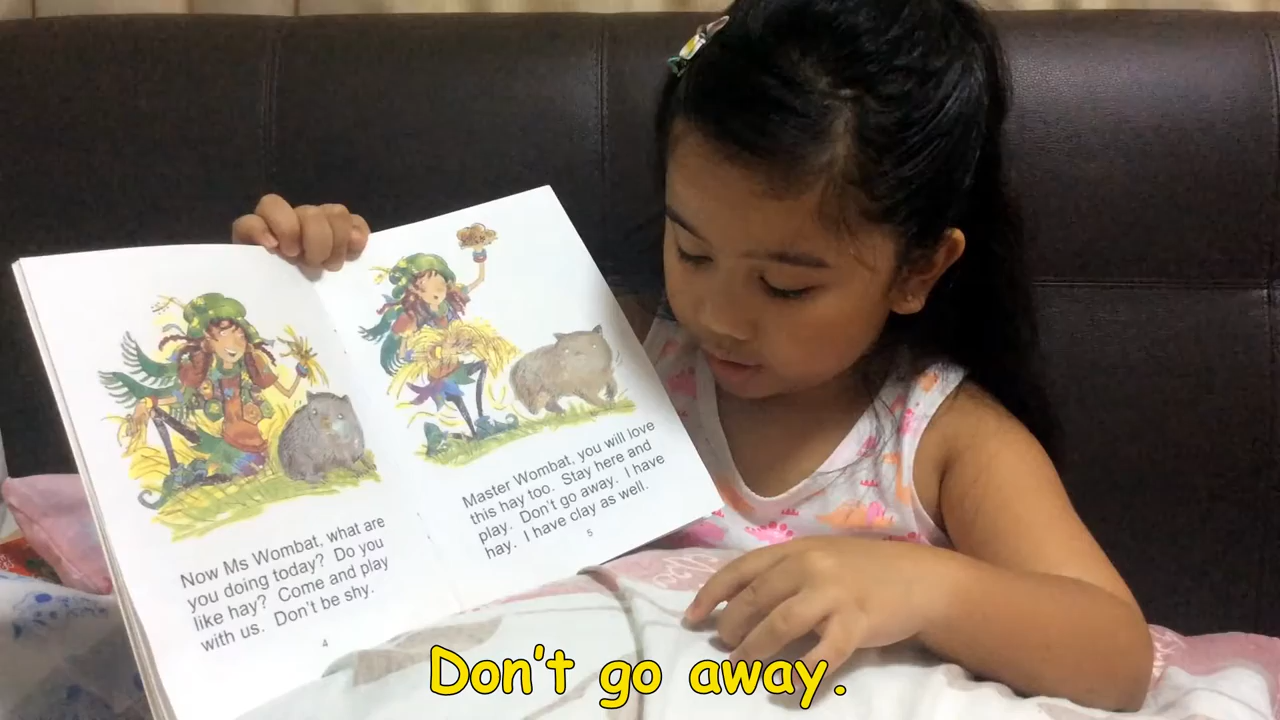 Now Ms Wombat, what are
you doing today? Do you
like hay? Come and play
with us. Don't be shy.
4
Master Wombat, you will love
this hay too. Stay here and
play. Don't go away. I have
hay. I have clay as well.
5
Don't go away.